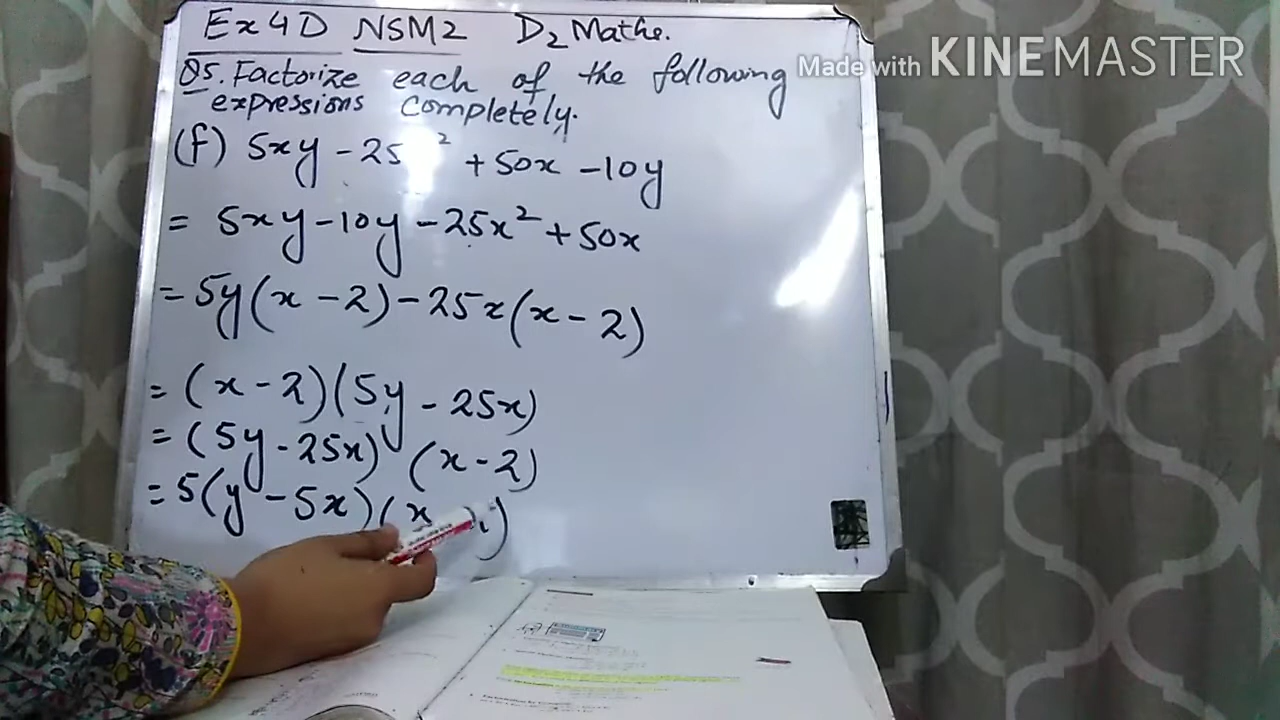 Ex 4D NSM2 D2 Maths.
Made with KINEMASTER
Q5. Factorize each of the following
expressions completely.
(f) 5xy - 25 ² + 50x - 10y
= 5xy - 10y - 25x² + 50x
= 5y(x - 2) - 25x(x - 2)
= (x - 2)(5y - 25x)
= (5y - 25x) (x - 2)
= 5(y - 5x)(x )